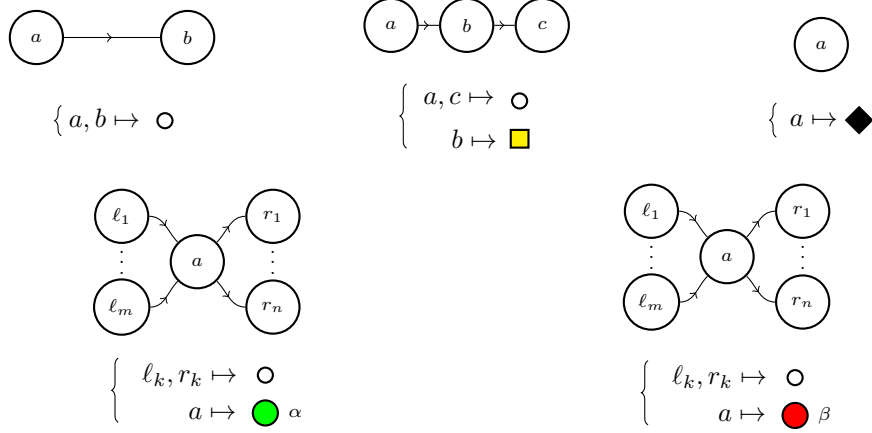 a b
a b c
a
{ a, b ↦
{ a, c ↦
b ↦
{ a ↦
ℓ₁ r₁
a
ℓₘ rₙ
ℓ₁ r₁
a
ℓₘ rₙ
{ ℓₖ, rₖ ↦
a ↦ α
{ ℓₖ, rₖ ↦
a ↦ β